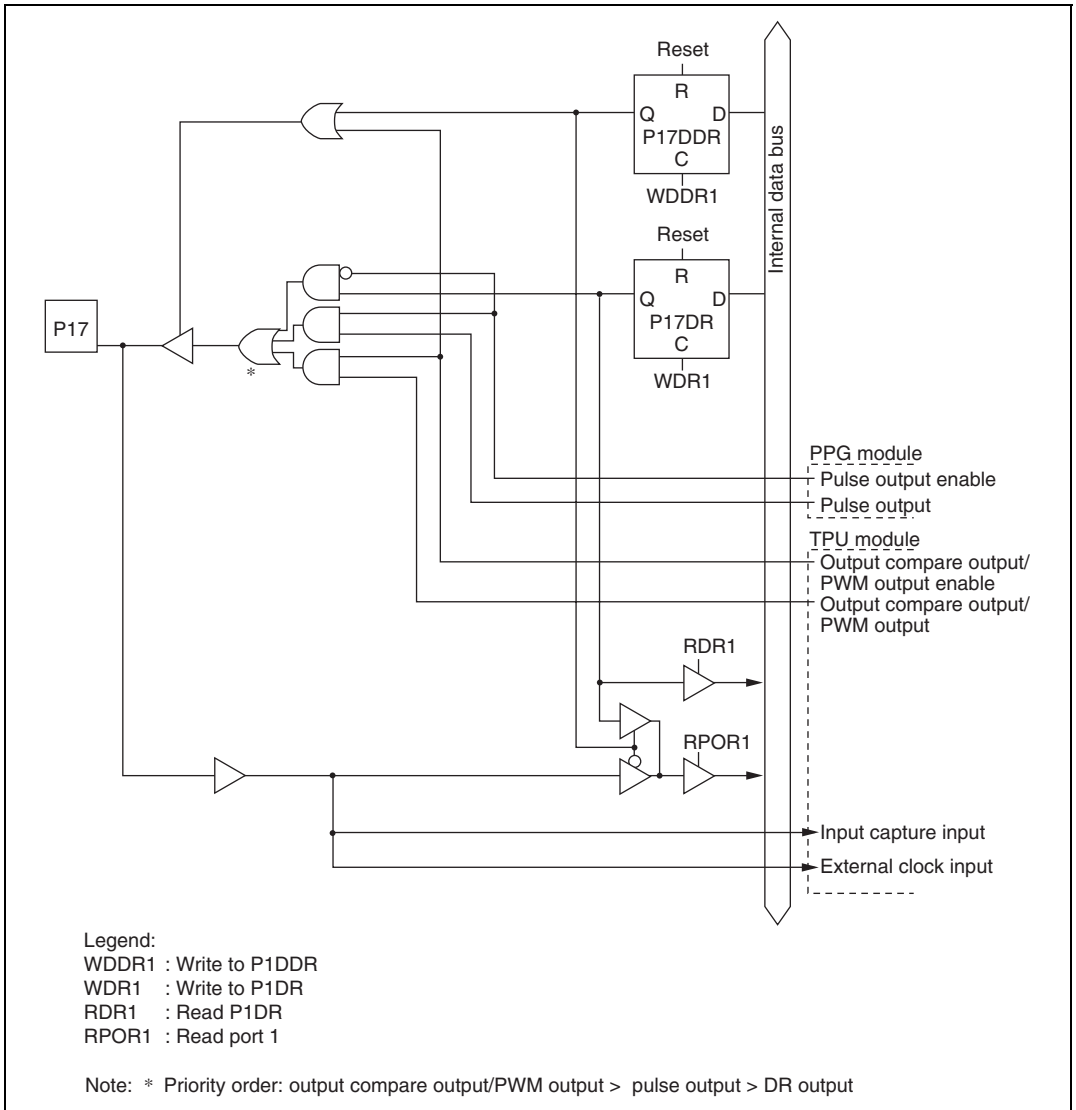 Reset
R
Q D
P17DDR
C
WDDR1
Reset
R
Q D
P17DR
C
WDR1
Internal data bus
P17
*
PPG module
Pulse output enable
Pulse output
TPU module
Output compare output/
PWM output enable
Output compare output/
PWM output
RDR1
RPOR1
Input capture input
External clock input
Legend:
WDDR1 : Write to P1DDR
WDR1 : Write to P1DR
RDR1 : Read P1DR
RPOR1 : Read port 1
Note: * Priority order: output compare output/PWM output > pulse output > DR output